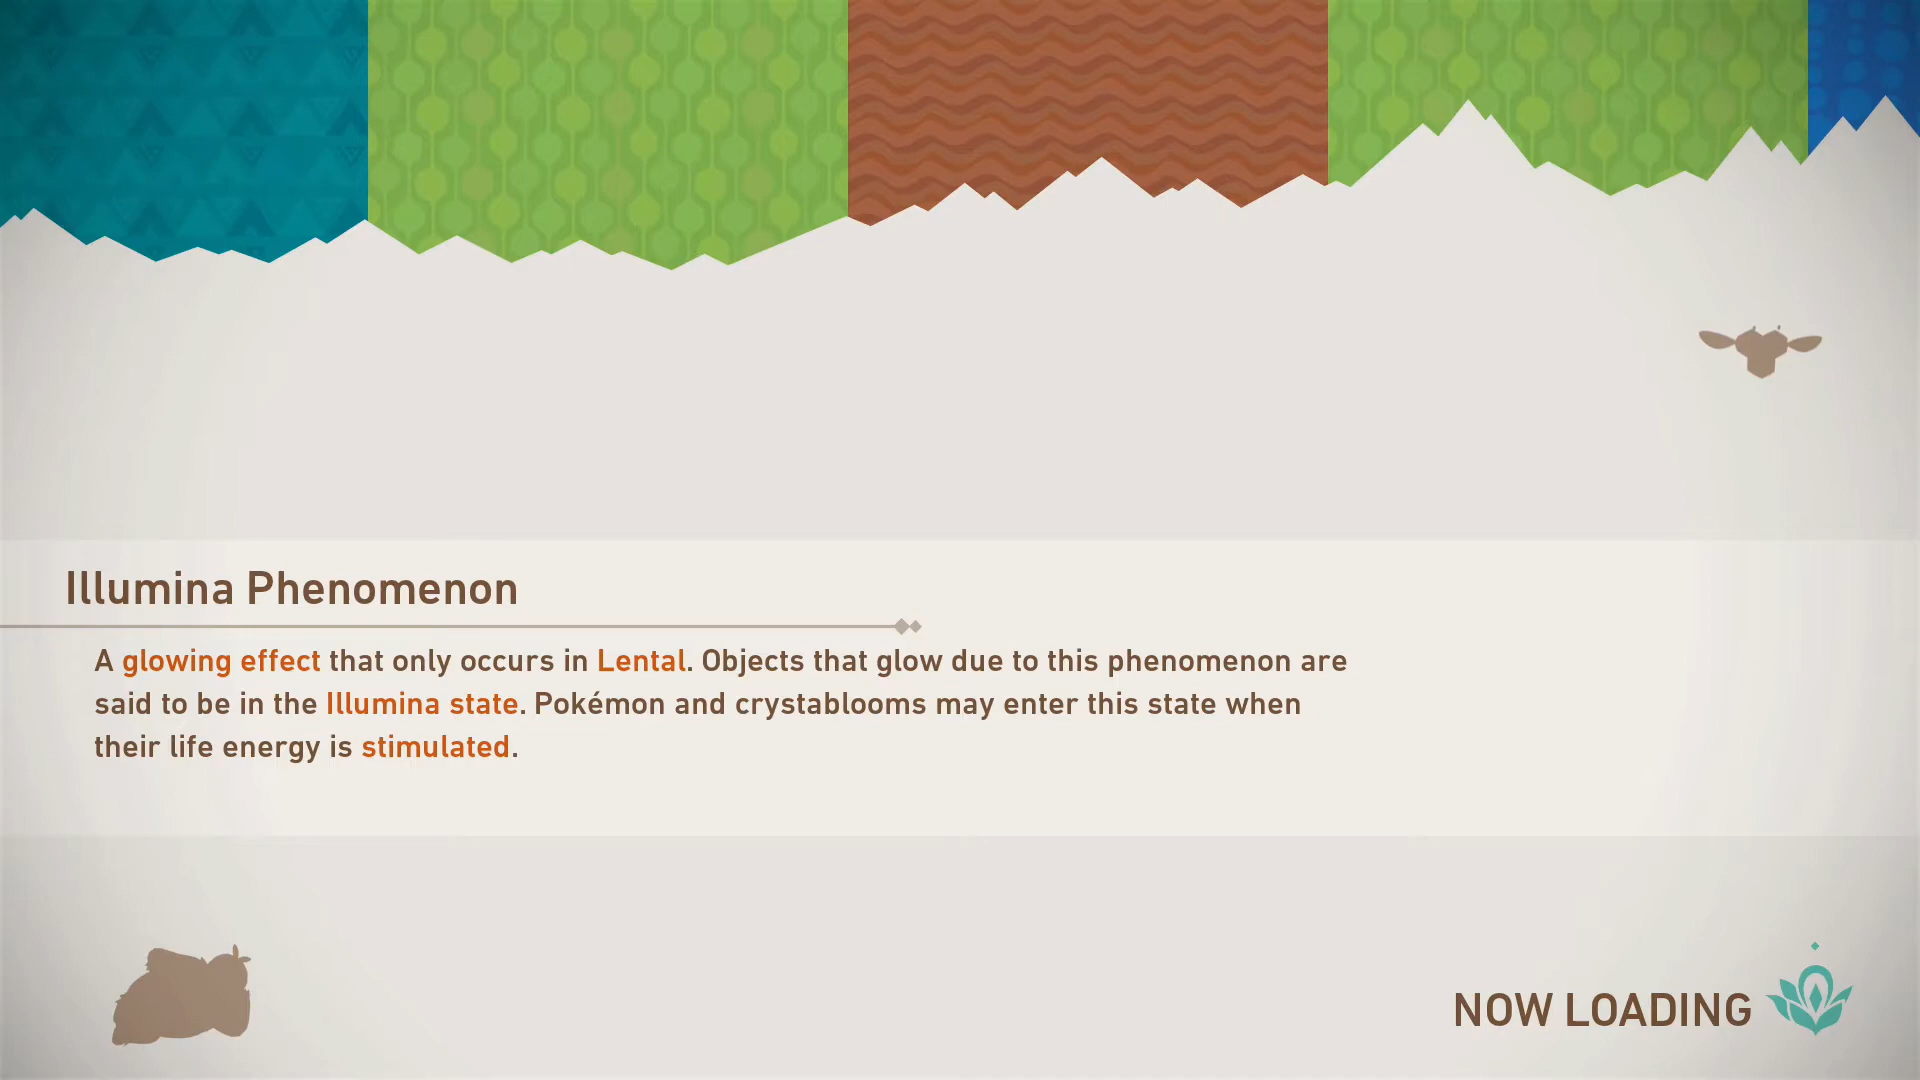 Illumina Phenomenon
A glowing effect that only occurs in Lental. Objects that glow due to this phenomenon are
said to be in the Illumina state. Pokémon and crystablooms may enter this state when
their life energy is stimulated.
NOW LOADING